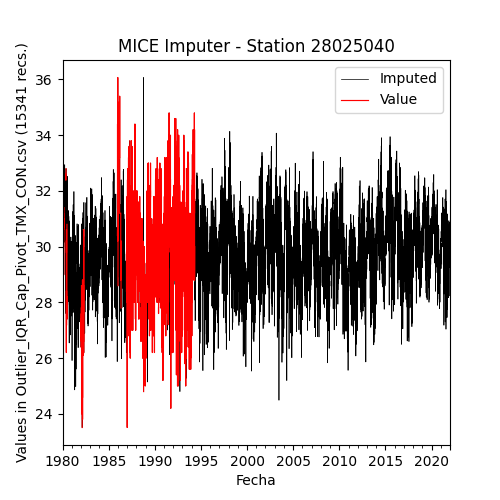 MICE Imputer - Station 28025040
Values in Outlier_IQR_Cap_Pivot_TMX_CON.csv (15341 recs.)
36
34
32
30
28
26
24
Imputed
Value
1980 1985 1990 1995 2000 2005 2010 2015 2020
Fecha